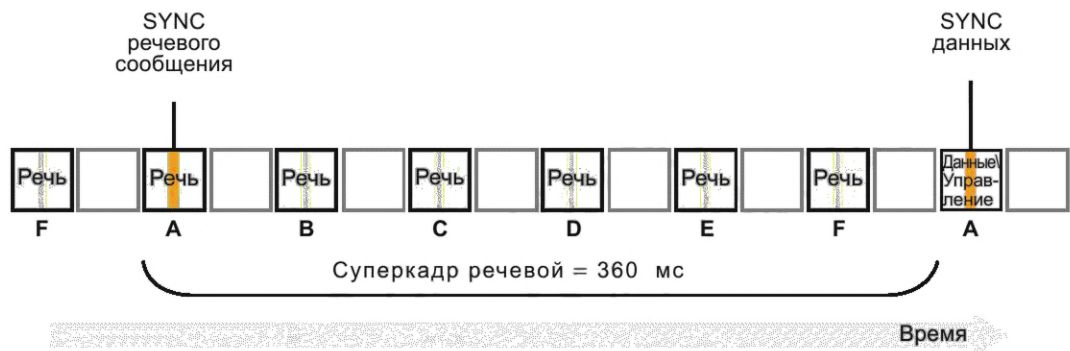 SYNC
речевого
сообщения
SYNC
данных
Речь
Речь
Речь
Речь
Речь
Речь
Речь
Данные\
Управ-
ление
F
A
B
C
D
E
F
A
Суперкадр речевой = 360 мс
Время